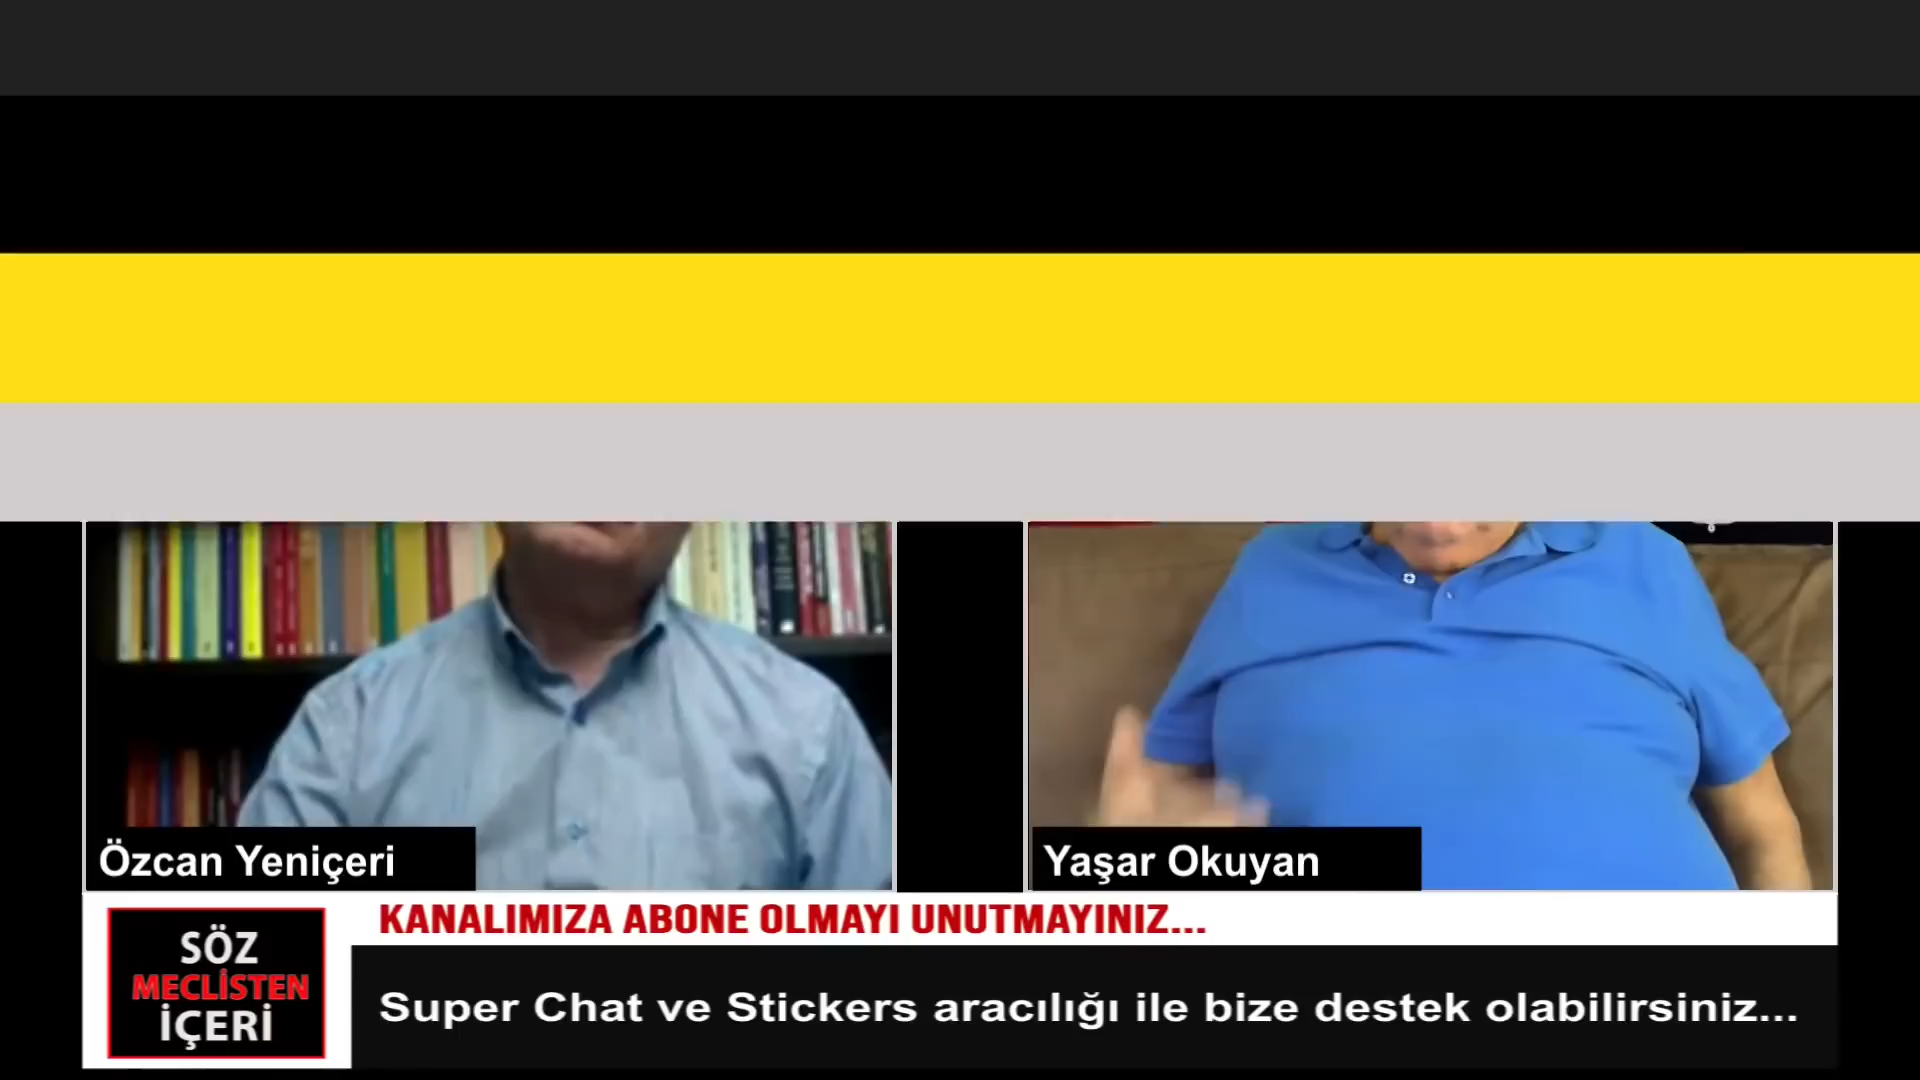 Özcan Yeniçeri
Yaşar Okuyan
KANALIMIZA ABONE OLMAYI UNUTMAYINIZ...
SÖZ
MECLİSTEN
İÇERİ
Super Chat ve Stickers aracılığı ile bize destek olabilirsiniz...